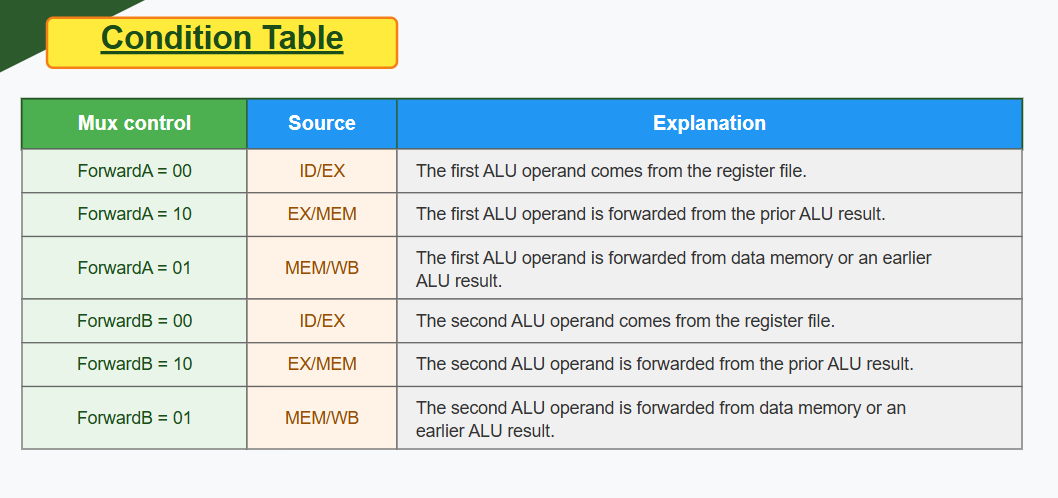 Condition Table
Mux control Source Explanation
ForwardA = 00 ID/EX The first ALU operand comes from the register file.
ForwardA = 10 EX/MEM The first ALU operand is forwarded from the prior ALU result.
ForwardA = 01 MEM/WB The first ALU operand is forwarded from data memory or an earlier
ALU result.
ForwardB = 00 ID/EX The second ALU operand comes from the register file.
ForwardB = 10 EX/MEM The second ALU operand is forwarded from the prior ALU result.
ForwardB = 01 MEM/WB The second ALU operand is forwarded from data memory or an
earlier ALU result.